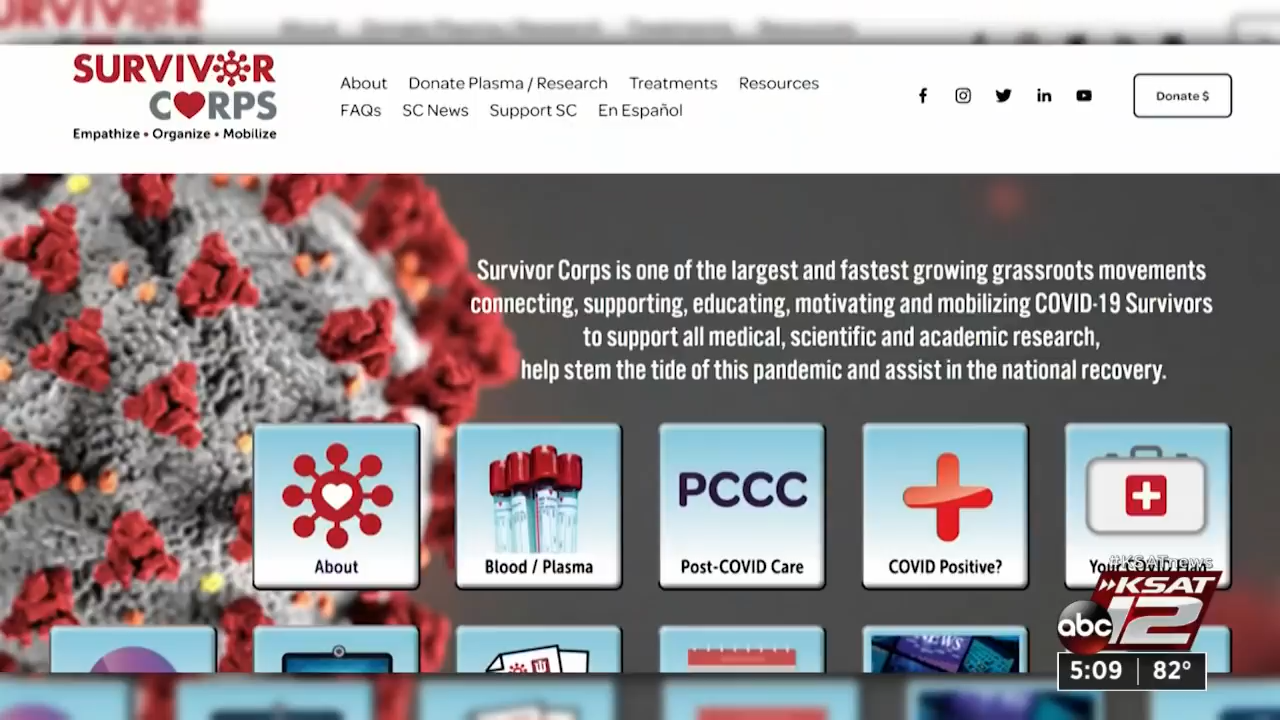 SURVIVOR
CORPS
Empathize • Organize • Mobilize
About Donate Plasma / Research Treatments Resources
FAQs SC News Support SC En Español
Donate $
Survivor Corps is one of the largest and fastest growing grassroots movements
connecting, supporting, educating, motivating and mobilizing COVID-19 Survivors
to support all medical, scientific and academic research,
help stem the tide of this pandemic and assist in the national recovery.
PCCC
About
Blood / Plasma
Post-COVID Care
COVID Positive?
#KSATnews
KSAT
abc 12
5:09 82°
NEWS